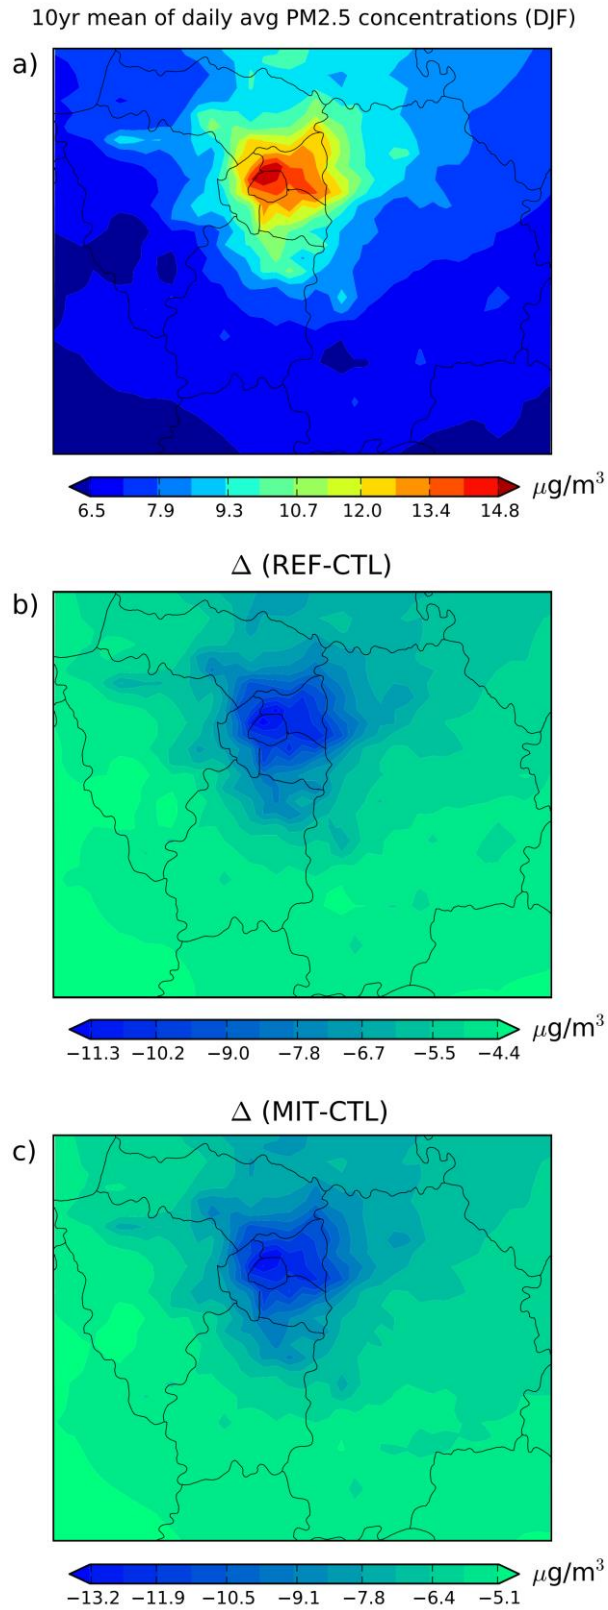 10yr mean of daily avg PM2.5 concentrations (DJF)
a)
6.5 7.9 9.3 10.7 12.0 13.4 14.8 μg/m³
Δ (REF-CTL)
b)
−11.3 −10.2 −9.0 −7.8 −6.7 −5.5 −4.4 μg/m³
Δ (MIT-CTL)
c)
−13.2 −11.9 −10.5 −9.1 −7.8 −6.4 −5.1 μg/m³